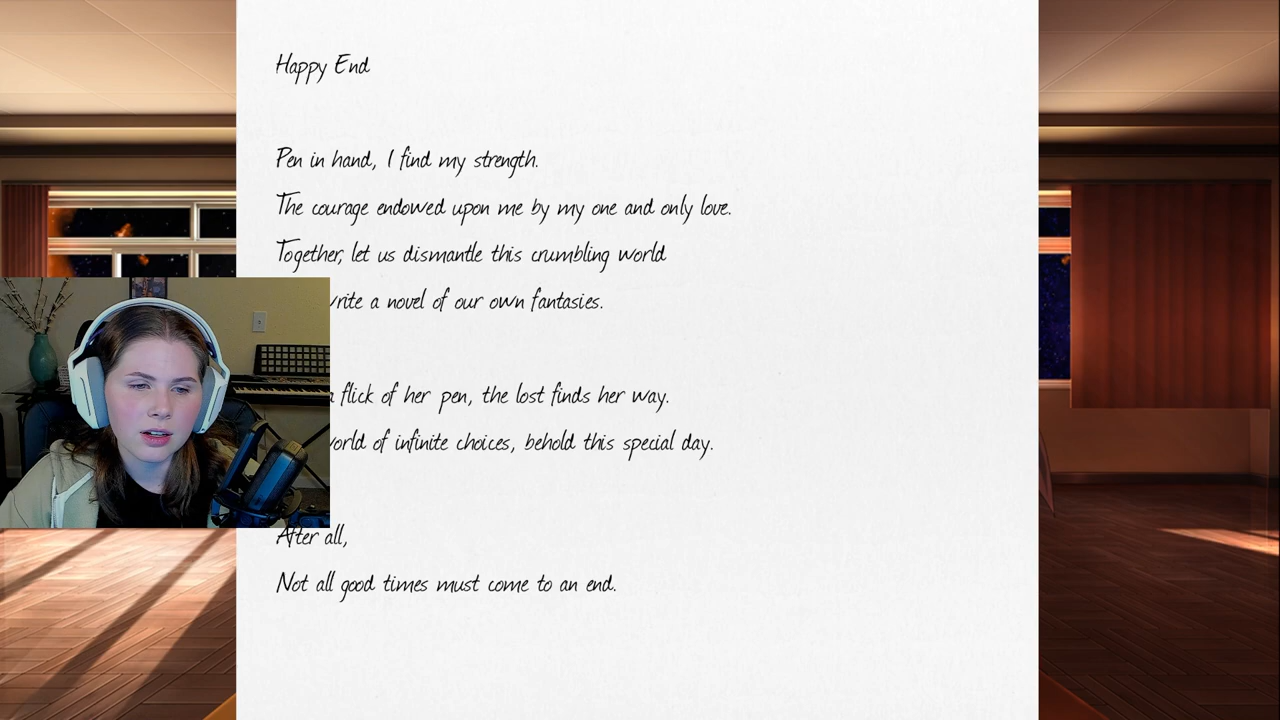 Happy End
Pen in hand, I find my strength.
The courage endowed upon me by my one and only love.
Together, let us dismantle this crumbling world
write a novel of our own fantasies.
flick of her pen, the lost finds her way.
world of infinite choices, behold this special day.
After all,
Not all good times must come to an end.